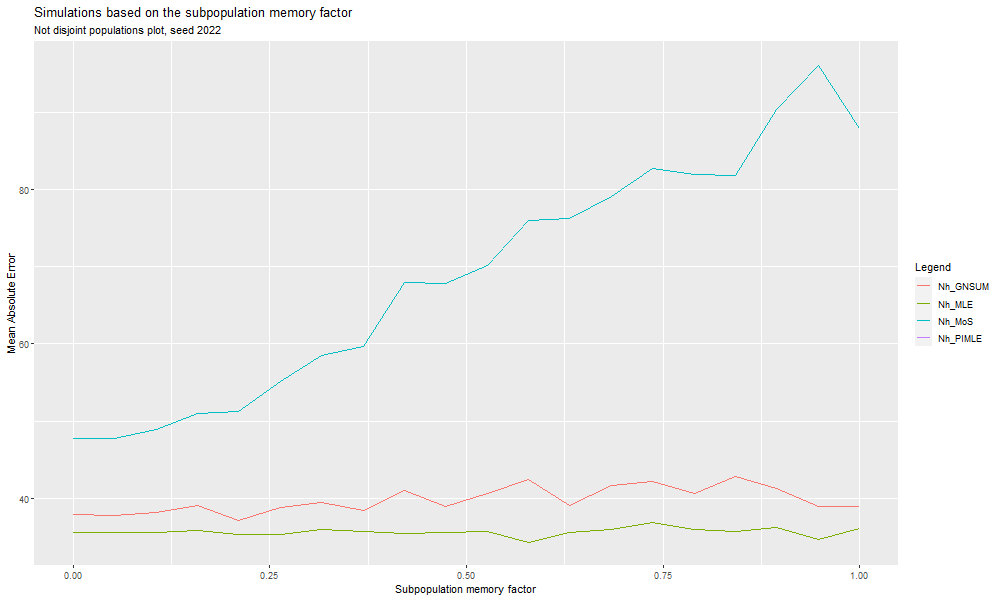 Simulations based on the subpopulation memory factor
Not disjoint populations plot, seed 2022
Mean Absolute Error
80
60
40
0.00
0.25
0.50
0.75
1.00
Subpopulation memory factor
Legend
Nh_GNSUM
Nh_MLE
Nh_MoS
Nh_PIMLE